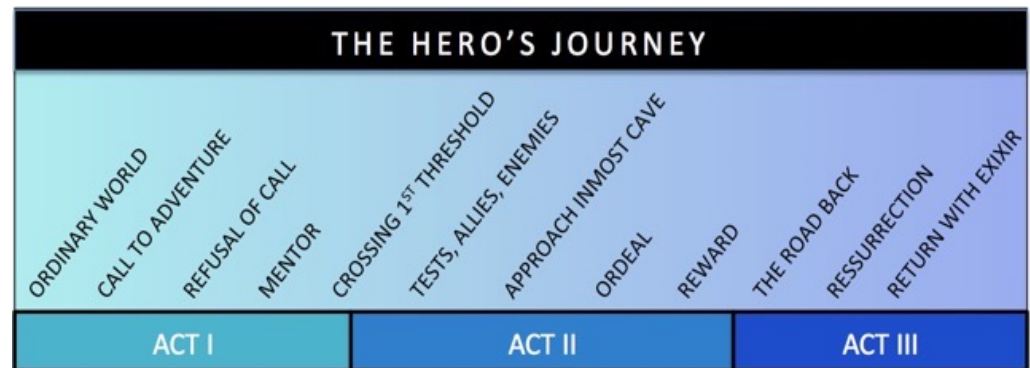 THE HERO'S JOURNEY
ORDINARY WORLD
CALL TO ADVENTURE
REFUSAL OF CALL
MENTOR
CROSSING 1ST THRESHOLD
TESTS, ALLIES, ENEMIES
APPROACH INMOST CAVE
ORDEAL
REWARD
THE ROAD BACK
RESSURRECTION
RETURN WITH EXIXIR
ACT I
ACT II
ACT III